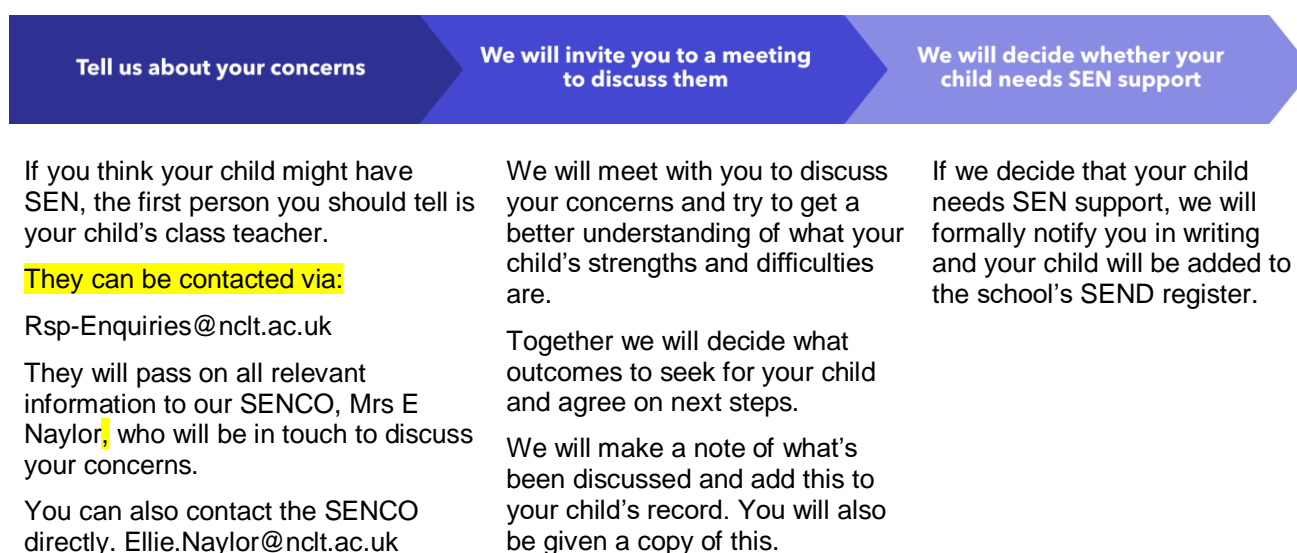 Tell us about your concerns
We will invite you to a meeting
to discuss them
We will decide whether your
child needs SEN support
If you think your child might have
SEN, the first person you should tell is
your child's class teacher.
They can be contacted via:
Rsp-Enquiries@nclt.ac.uk
They will pass on all relevant
information to our SENCO, Mrs E
Naylor, who will be in touch to discuss
your concerns.
You can also contact the SENCO
directly. Ellie.Naylor@nclt.ac.uk
We will meet with you to discuss
your concerns and try to get a
better understanding of what your
child's strengths and difficulties
are.
Together we will decide what
outcomes to seek for your child
and agree on next steps.
We will make a note of what's
been discussed and add this to
your child's record. You will also
be given a copy of this.
If we decide that your child
needs SEN support, we will
formally notify you in writing
and your child will be added to
the school's SEND register.